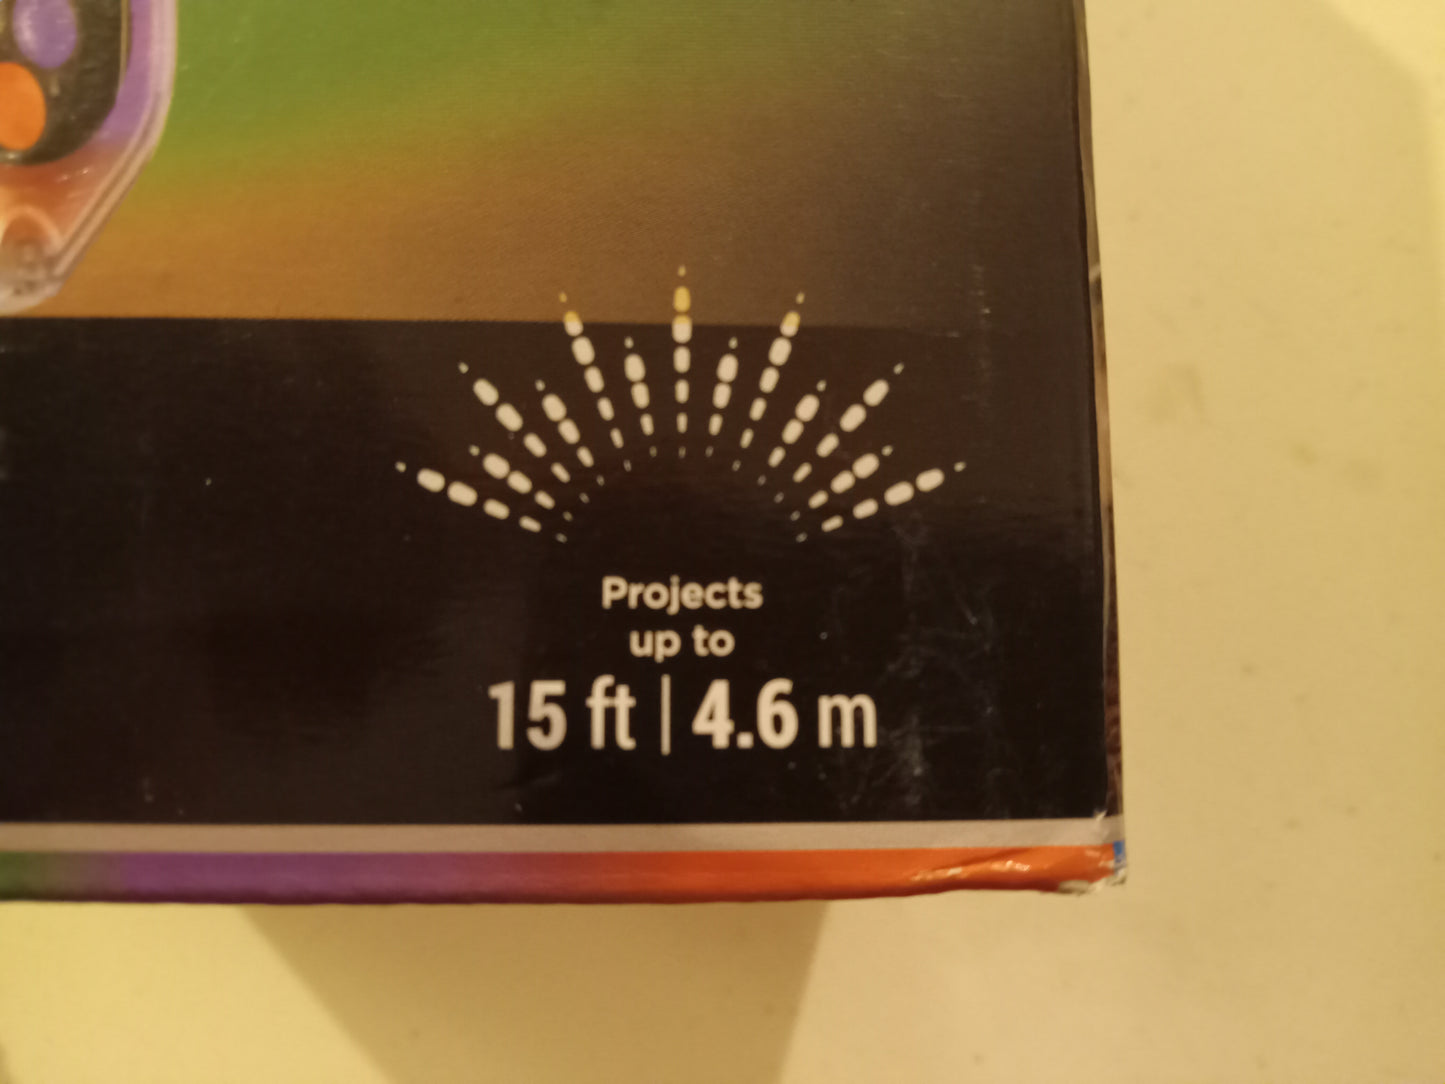 Projects
up to
15 ft | 4.6 m